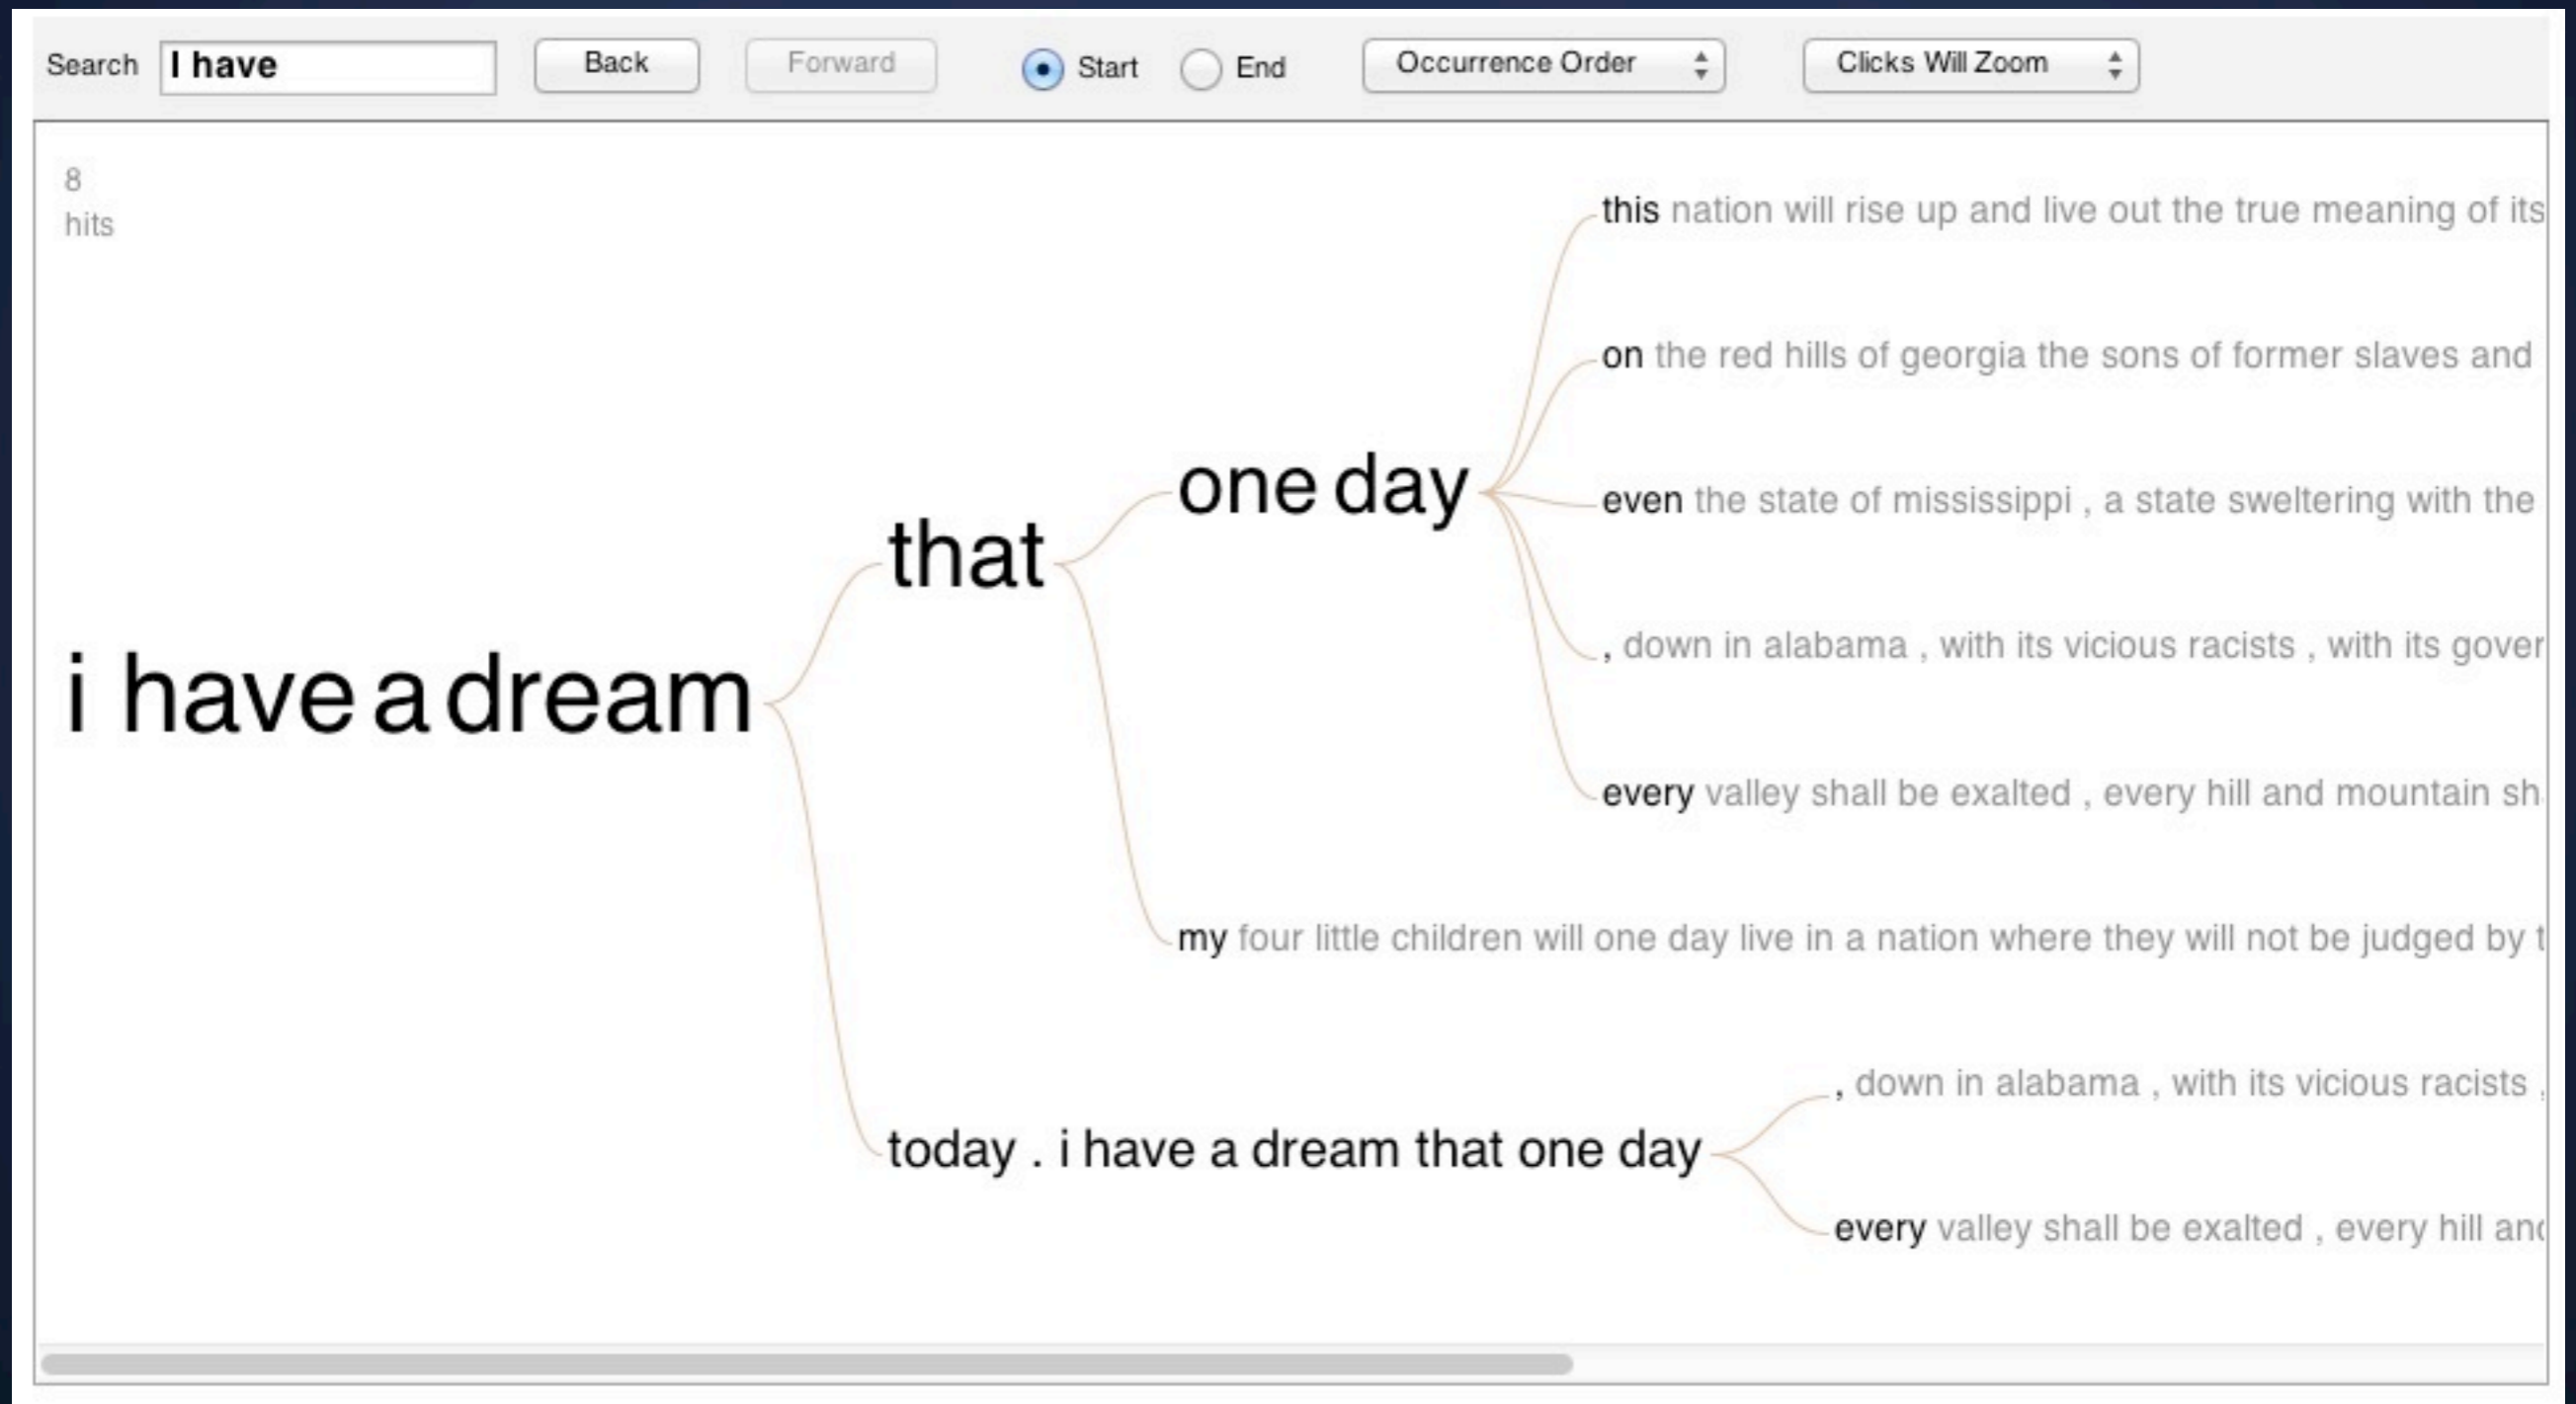 Search I have Back Forward Start End Occurrence Order Clicks Will Zoom
8
hits
this nation will rise up and live out the true meaning of its
on the red hills of georgia the sons of former slaves and
even the state of mississippi , a state sweltering with the
one day
that
, down in alabama , with its vicious racists , with its gover
i have a dream
every valley shall be exalted , every hill and mountain sh
my four little children will one day live in a nation where they will not be judged by t
, down in alabama , with its vicious racists ,
today . i have a dream that one day
every valley shall be exalted , every hill and